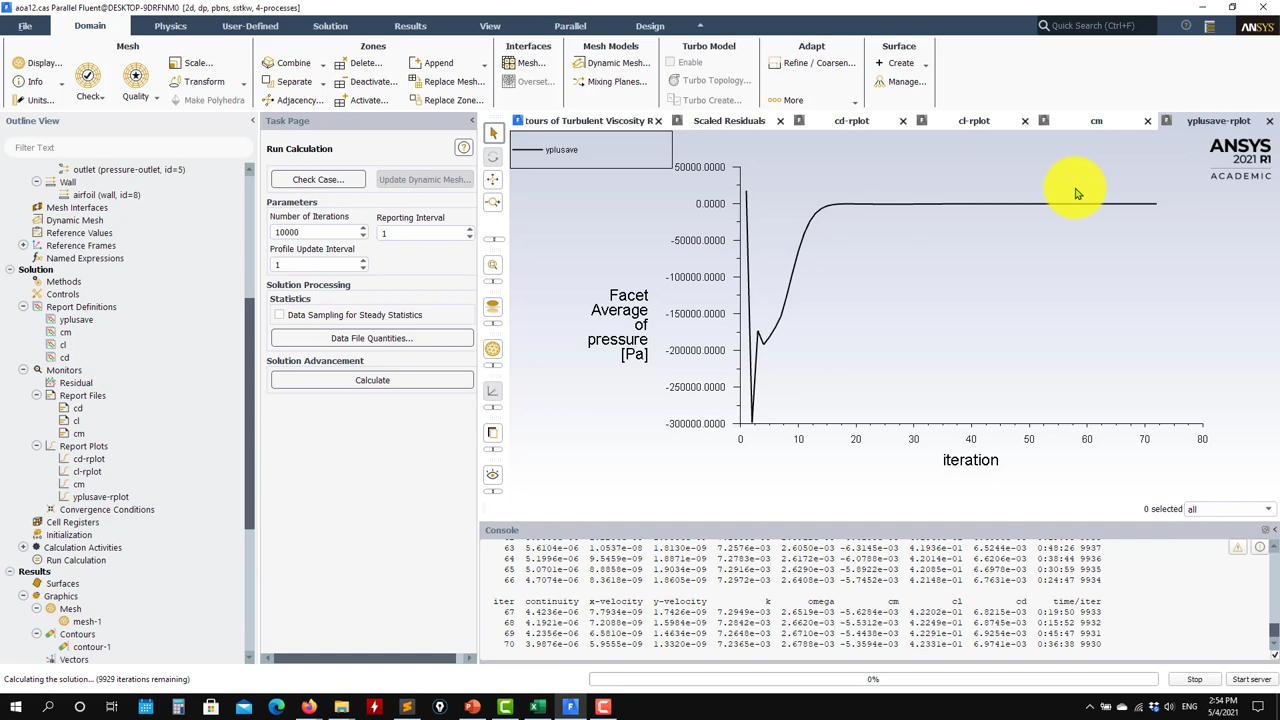 aoa12.cas Parallel Fluent@DESKTOP-9DRFNM0 [2d, dp, pbns, sstkw, 4-processes]
File Domain Physics User-Defined Solution Results View Parallel Design Quick Search (Ctrl+F) ANSYS
Mesh Zones Interfaces Mesh Models Turbo Model Adapt Surface
Display... Scale... Combine Delete... Append Mesh... Dynamic Mesh... Enable Refine / Coarsen... Create
Info Check Quality Transform Separate Deactivate... Replace Mesh... Overset... Mixing Planes... Turbo Topology... Manage...
Units... Make Polyhedra Adjacency... Activate... Replace Zone... Turbo Create... More
Outline View
Filter Text
outlet (pressure-outlet, id=5)
Wall
airfoil (wall, id=8)
Mesh Interfaces
Dynamic Mesh
Reference Values
Reference Frames
Named Expressions
Solution
Methods
Controls
Report Definitions
yplusave
cm
cl
cd
Monitors
Residual
Report Files
cd
cl
cm
Report Plots
cd-rplot
cl-rplot
cm
yplusave-rplot
Convergence Conditions
Cell Registers
Initialization
Calculation Activities
Run Calculation
Results
Surfaces
Graphics
Mesh
mesh-1
Contours
contour-1
Vectors
Task Page
Run Calculation ?
Check Case... Update Dynamic Mesh...
Parameters
Number of Iterations Reporting Interval
10000 1
Profile Update Interval
1
Solution Processing
Statistics
Data Sampling for Steady Statistics
Data File Quantities...
Solution Advancement
Calculate
tours of Turbulent Viscosity R Scaled Residuals cd-rplot cl-rplot cm yplusave-rplot
yplusave
ANSYS
2021 R1
ACADEMIC
50000.0000
0.0000
-50000.0000
-100000.0000
-150000.0000
-200000.0000
-250000.0000
-300000.0000
Facet
Average
of
pressure
[Pa]
0 10 20 30 40 50 60 70 80
iteration
0 selected all
Console
63 5.6104e-06 1.0537e-08 1.8130e-09 7.2576e-03 2.6050e-03 -6.3145e-03 4.1936e-01 6.5244e-03 0:48:26 9937
64 5.1996e-06 9.5459e-09 1.8871e-09 7.2783e-03 2.6179e-03 -6.0788e-03 4.2014e-01 6.6206e-03 0:38:44 9936
65 5.0701e-06 8.8858e-09 1.9034e-09 7.2916e-03 2.6290e-03 -5.8922e-03 4.2085e-01 6.6987e-03 0:30:59 9935
66 4.7074e-06 8.3618e-09 1.8605e-09 7.2972e-03 2.6408e-03 -5.7452e-03 4.2148e-01 6.7631e-03 0:24:47 9934
iter continuity x-velocity y-velocity k omega cm cl cd time/iter
67 4.4236e-06 7.7934e-09 1.7426e-09 7.2949e-03 2.6519e-03 -5.6284e-03 4.2202e-01 6.8215e-03 0:19:50 9933
68 4.1921e-06 7.2088e-09 1.5984e-09 7.2842e-03 2.6621e-03 -5.5312e-03 4.2249e-01 6.8745e-03 0:15:52 9932
69 4.2356e-06 6.5810e-09 1.4634e-09 7.2648e-03 2.6710e-03 -5.4438e-03 4.2291e-01 6.9254e-03 0:45:47 9931
70 3.9876e-06 5.9555e-09 1.3320e-09 7.2365e-03 2.6788e-03 -5.3592e-03 4.2331e-01 6.9741e-03 0:36:38 9930
Calculating the solution... (9929 iterations remaining) 0% Stop Start server
2:54 PM
ENG
5/4/2021